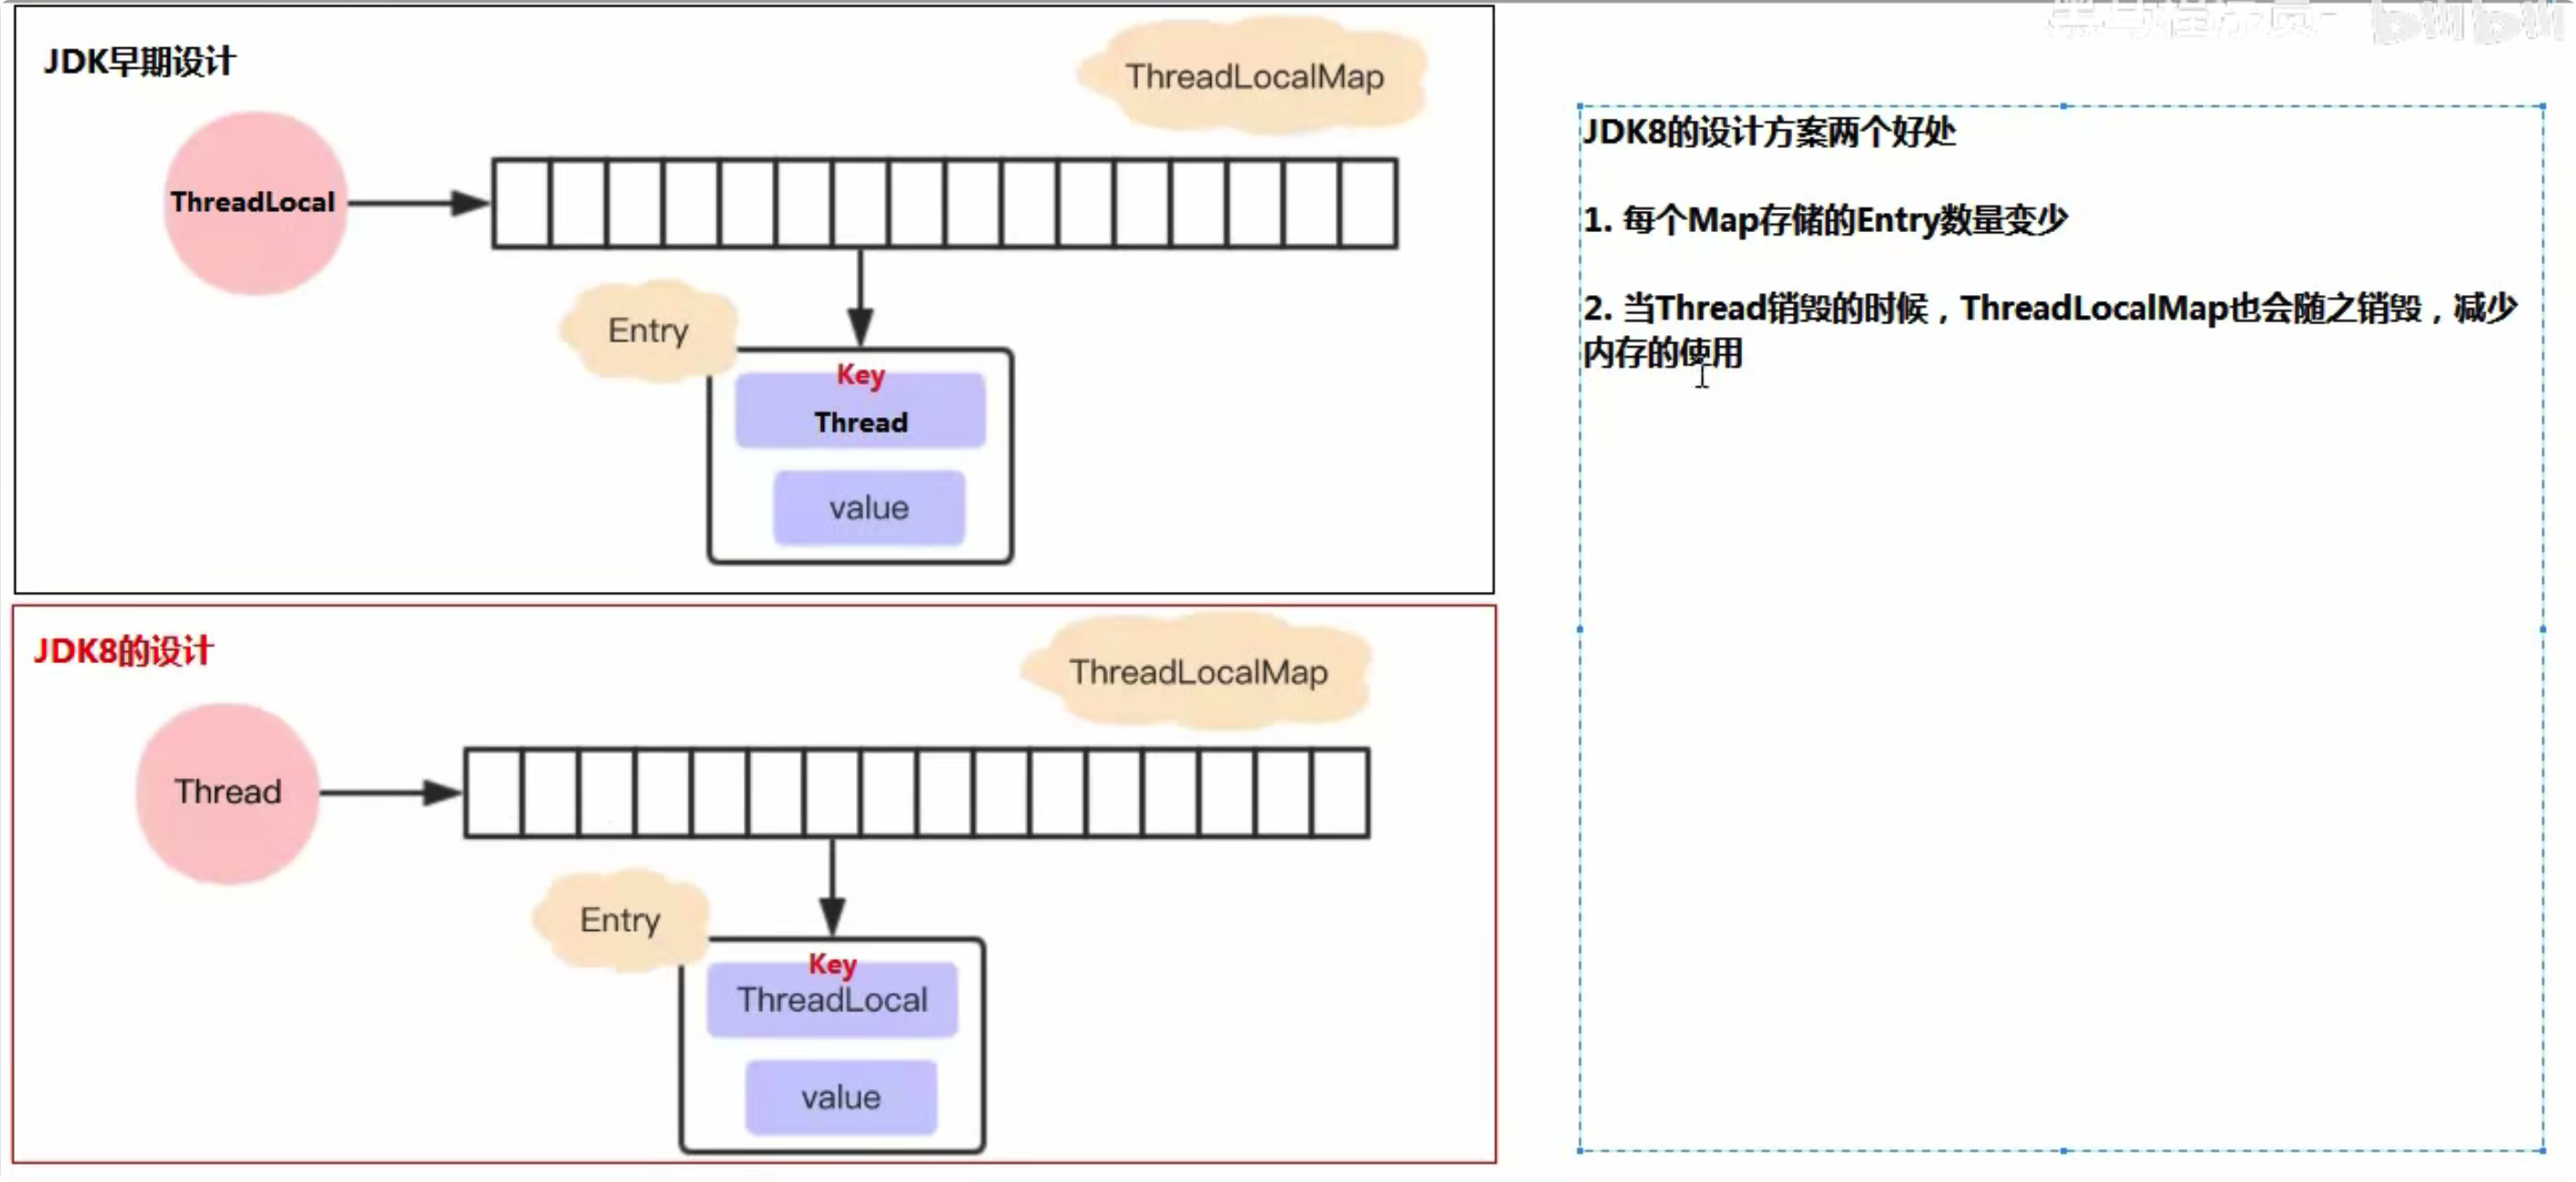 JDK早期设计
ThreadLocalMap
ThreadLocal
Entry
Key
Thread
value
JDK8的设计
ThreadLocalMap
Thread
Entry
Key
ThreadLocal
value
JDK8的设计方案两个好处
1. 每个Map存储的Entry数量变少
2. 当Thread销毁的时候，ThreadLocalMap也会随之销毁，减少
内存的使用